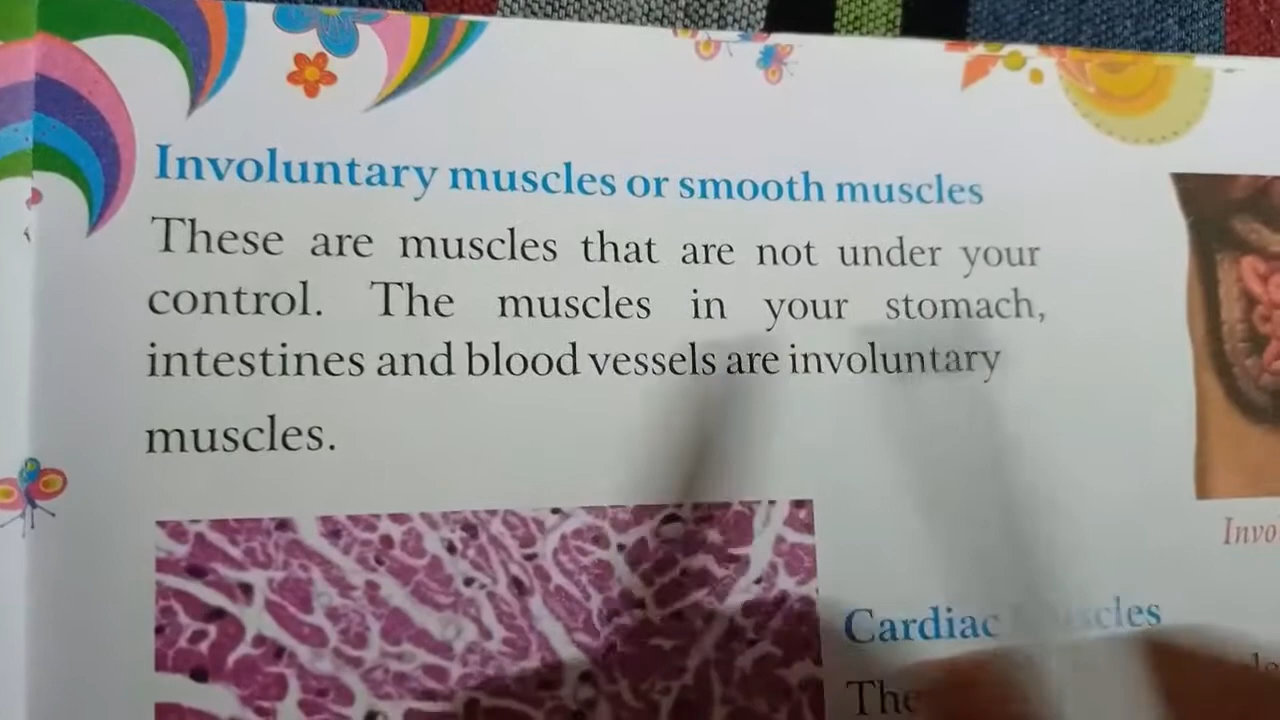 Involuntary muscles or smooth muscles
These are muscles that are not under your
control. The muscles in your stomach,
intestines and blood vessels are involuntary
muscles.
Cardiac